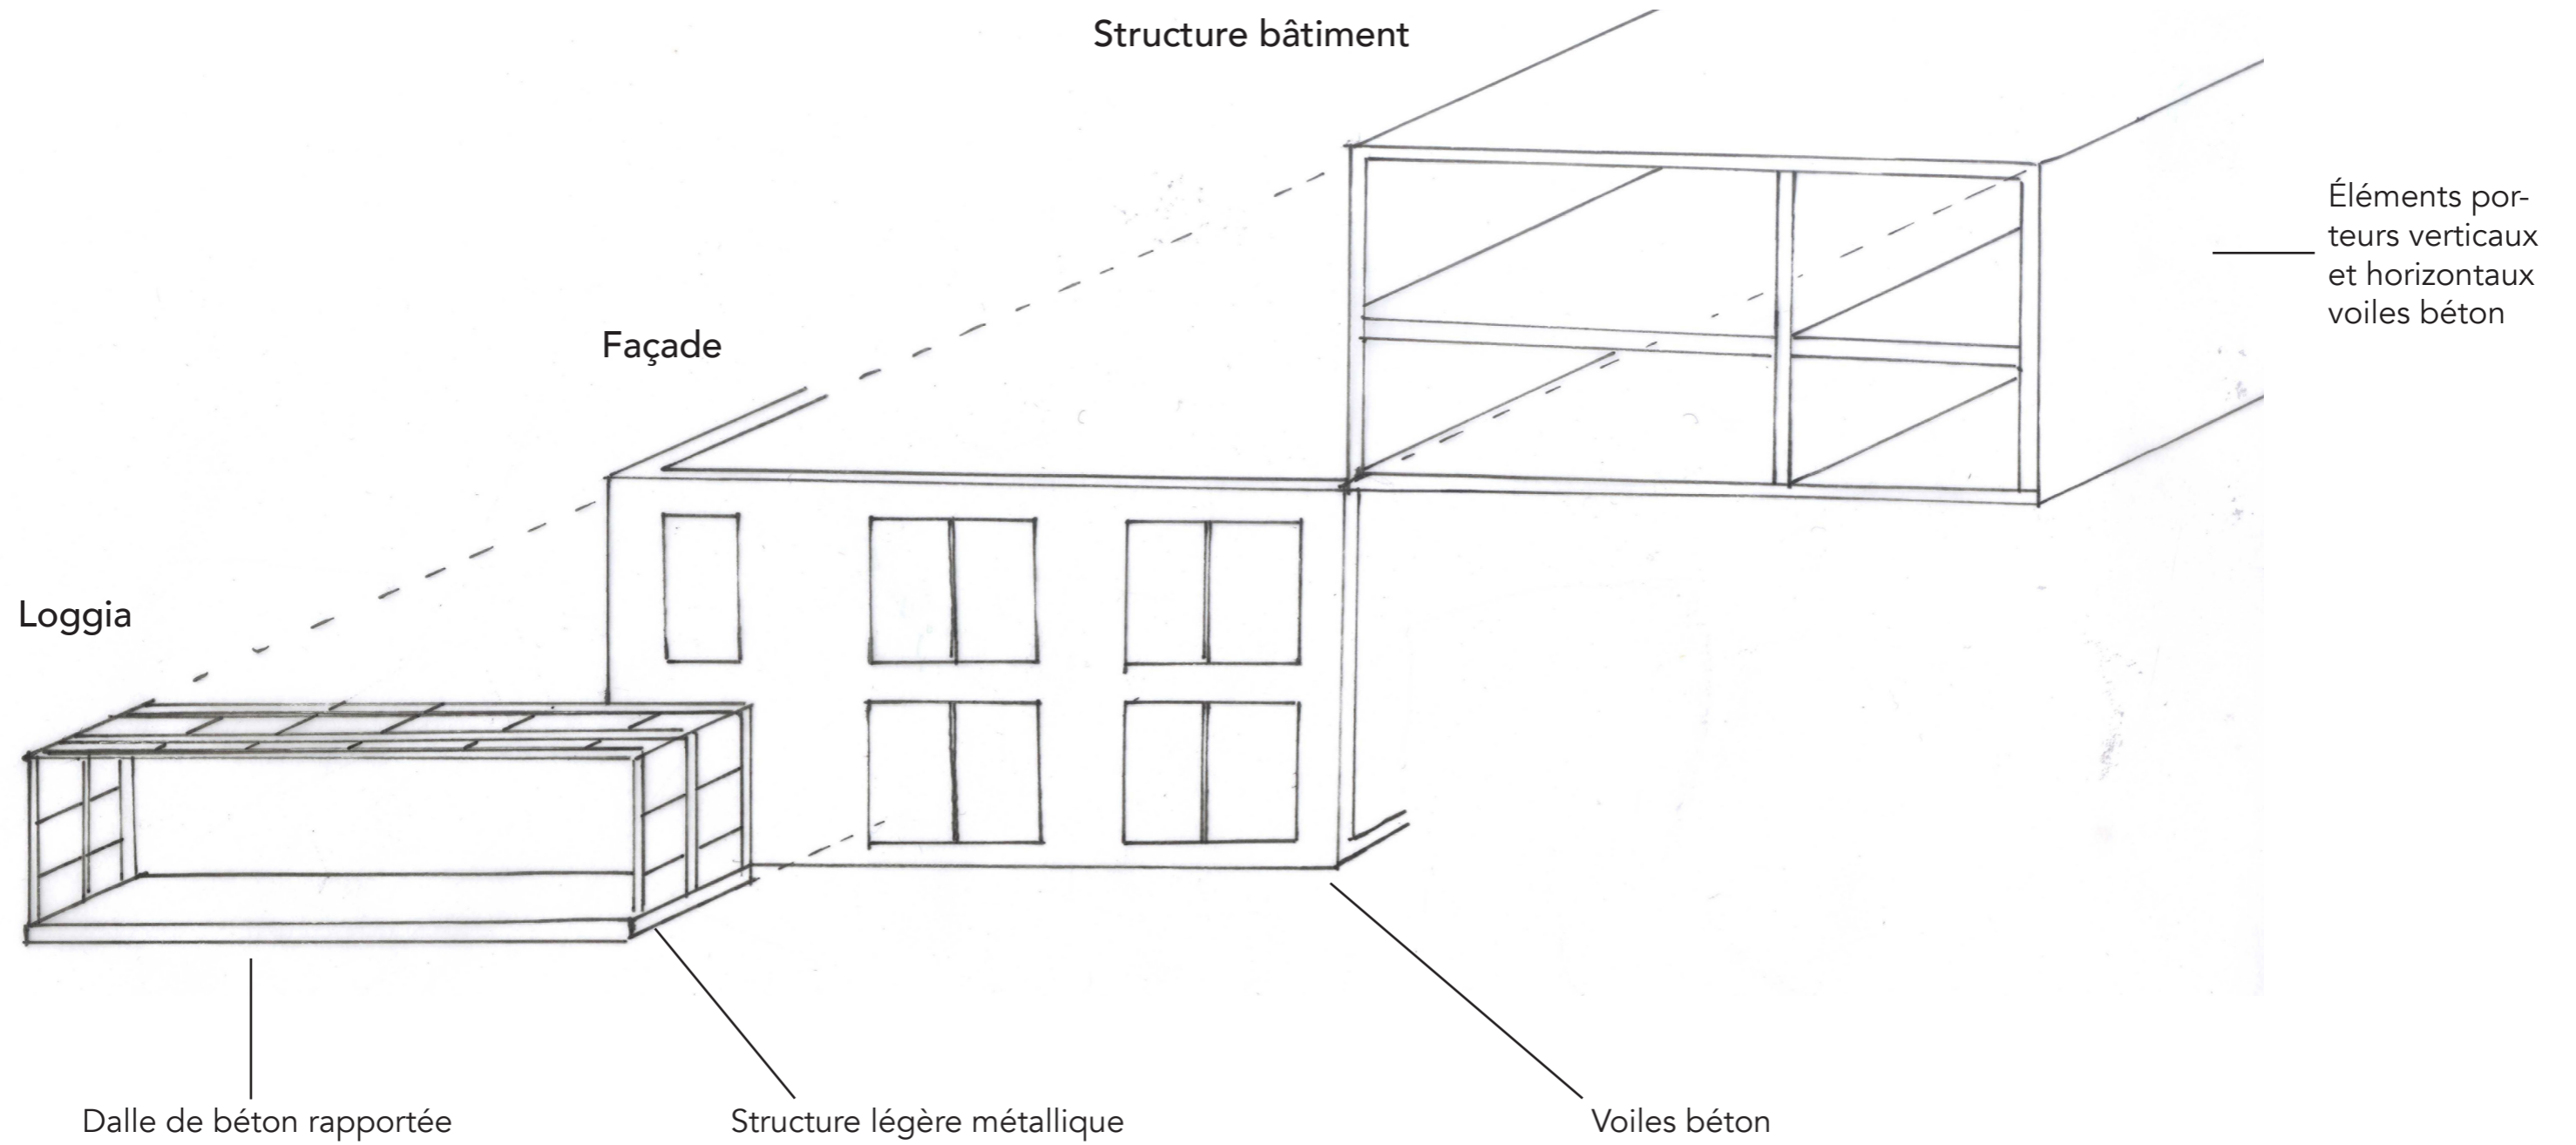 Structure bâtiment
Éléments por-
teurs verticaux
et horizontaux
voiles béton
Façade
Loggia
Dalle de béton rapportée
Structure légère métallique
Voiles béton